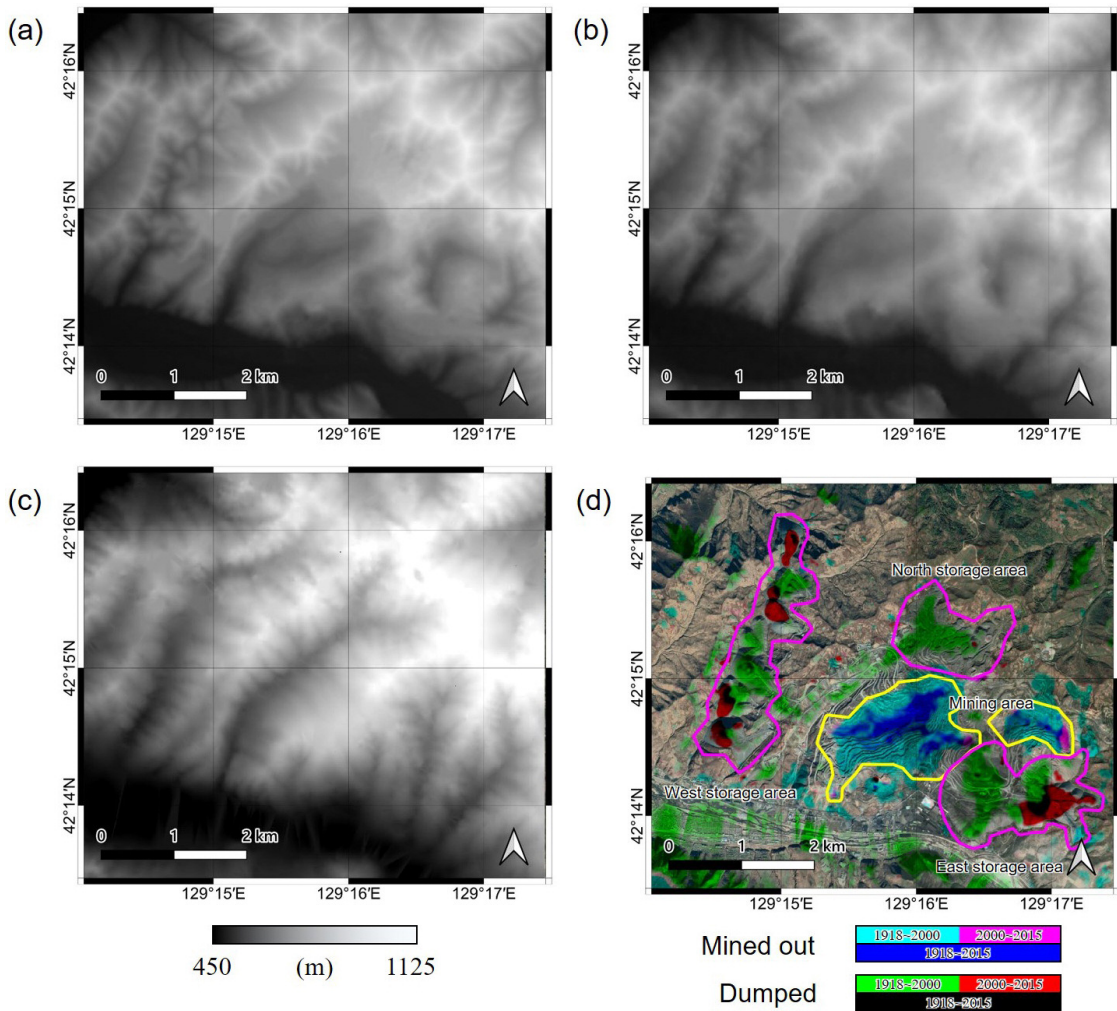 (a)
42°16′N
42°15′N
42°14′N
0 1 2 km
129°15′E 129°16′E 129°17′E
(b)
42°16′N
42°15′N
42°14′N
0 1 2 km
129°15′E 129°16′E 129°17′E
(c)
42°16′N
42°15′N
42°14′N
0 1 2 km
129°15′E 129°16′E 129°17′E
450 (m) 1125
(d)
42°16′N
42°15′N
42°14′N
North storage area
Mining area
West storage area
East storage area
0 1 2 km
129°15′E 129°16′E 129°17′E
Mined out
1918~2000 2000~2015
1918~2015
Dumped
1918~2000 2000~2015
1918~2015